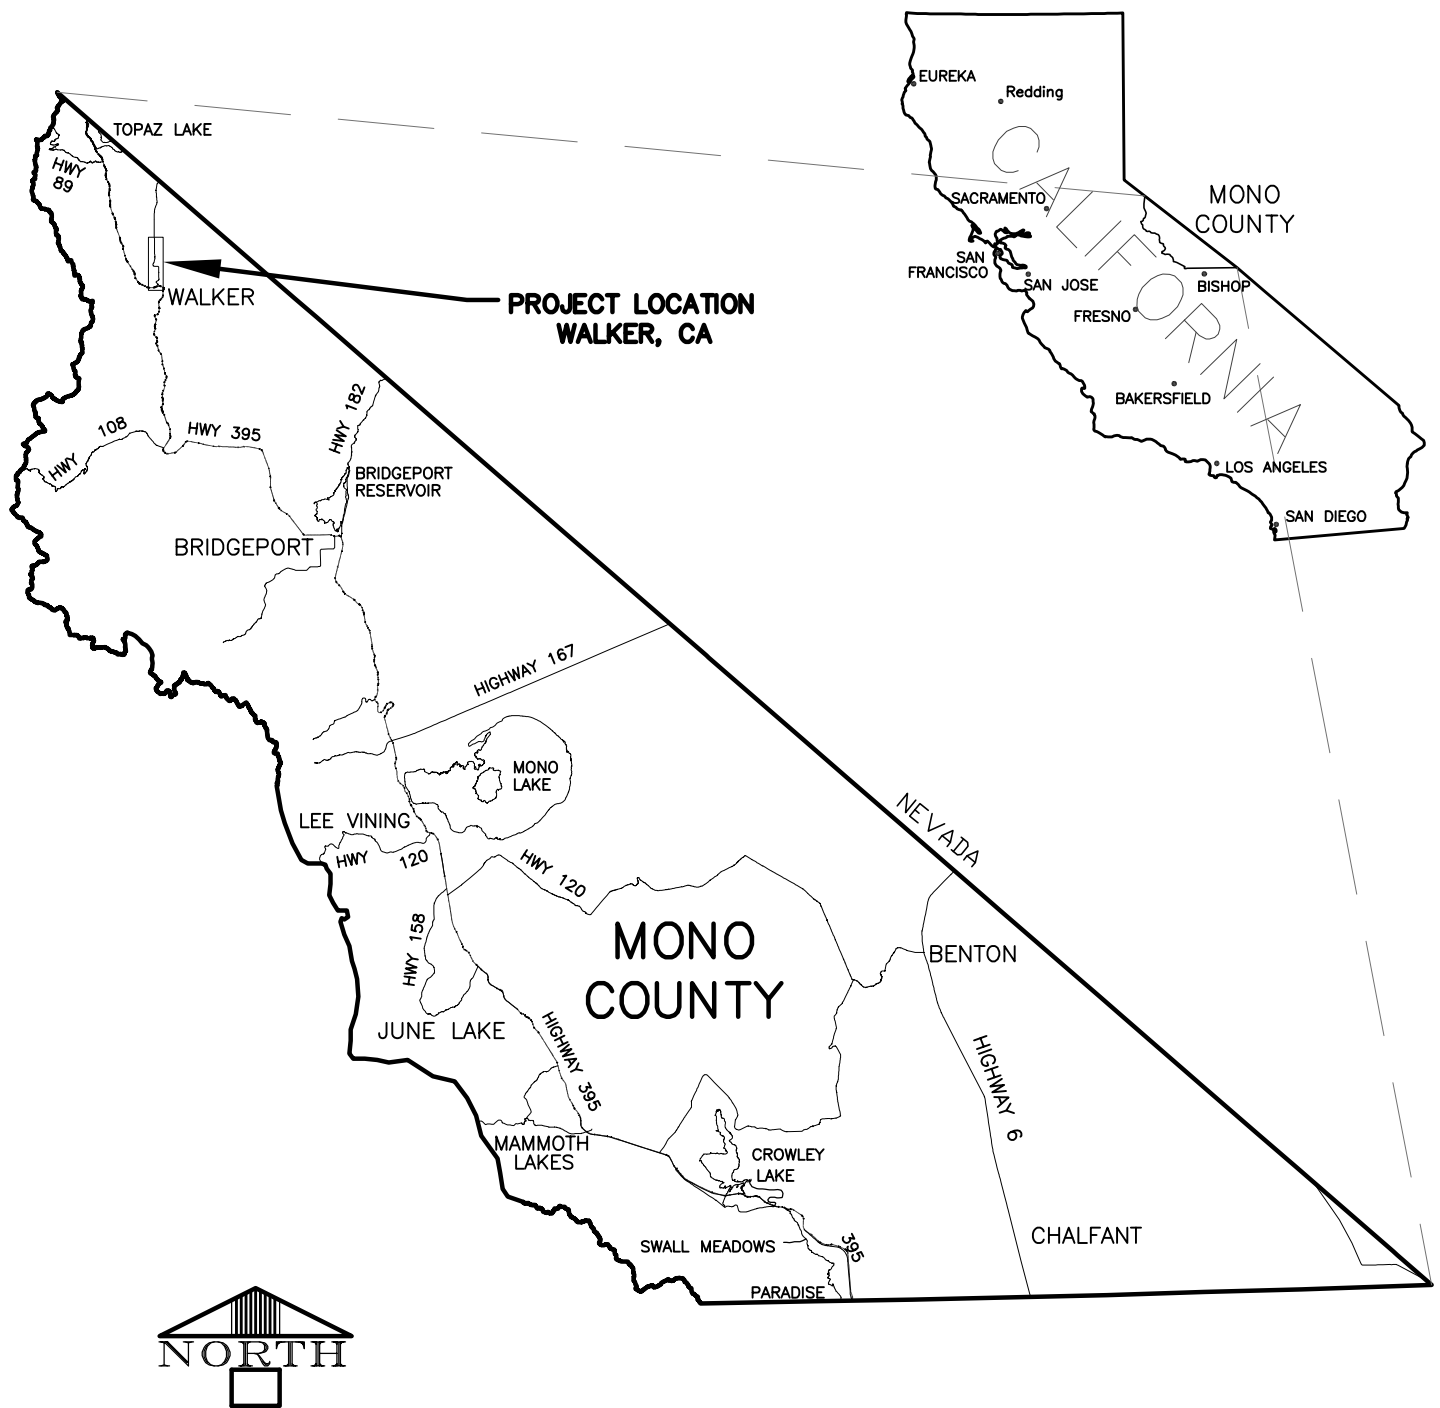 EUREKA
Redding
CALIFORNIA
SACRAMENTO
MONO
COUNTY
SAN
FRANCISCO
SAN JOSE
BISHOP
FRESNO
BAKERSFIELD
LOS ANGELES
SAN DIEGO
TOPAZ LAKE
HWY
89
WALKER
PROJECT LOCATION
WALKER, CA
HWY 182
HWY 108
HWY 395
BRIDGEPORT
RESERVOIR
BRIDGEPORT
HIGHWAY 167
MONO
LAKE
LEE VINING
HWY 120
HWY 120
NEVADA
HWY 158
MONO
COUNTY
BENTON
JUNE LAKE
HIGHWAY 395
HIGHWAY 6
MAMMOTH
LAKES
CROWLEY
LAKE
SWALL MEADOWS
395
CHALFANT
PARADISE
NORTH